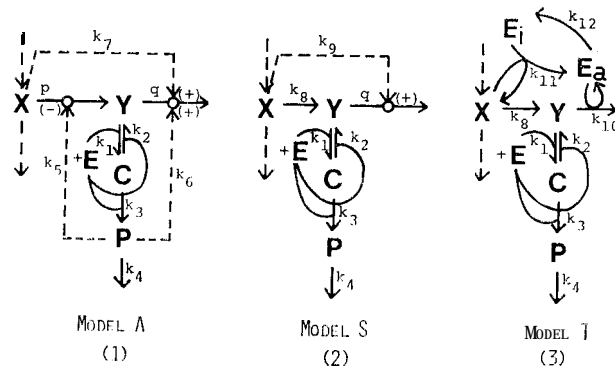 k7 k9 Ei k12
Ea
X p Y q (+) X k8 Y q (+) X k8 k11 Y k10
(-) (+)
k5 +E k1 k2 k6 +E k1 k2 +E k1 k2
C C C
k3 k3 k3
P P P
k4 k4 k4
MODEL A MODEL S MODEL T
(1) (2) (3)